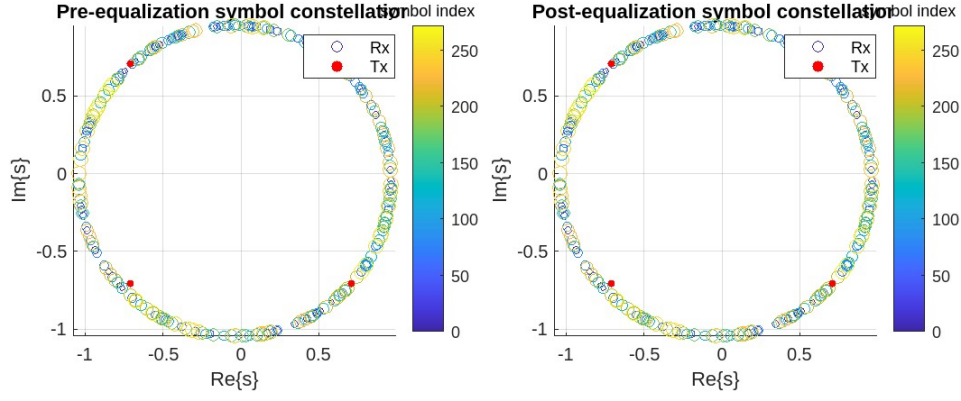 Pre-equalization symbol constellation
Symbol index
Rx
Tx
250
200
150
100
50
0
0.5
0
-0.5
-1
-1
-0.5
0
0.5
Re{s}
Im{s}
Post-equalization symbol constellation
Symbol index
Rx
Tx
250
200
150
100
50
0
0.5
0
-0.5
-1
-1
-0.5
0
0.5
Re{s}
Im{s}